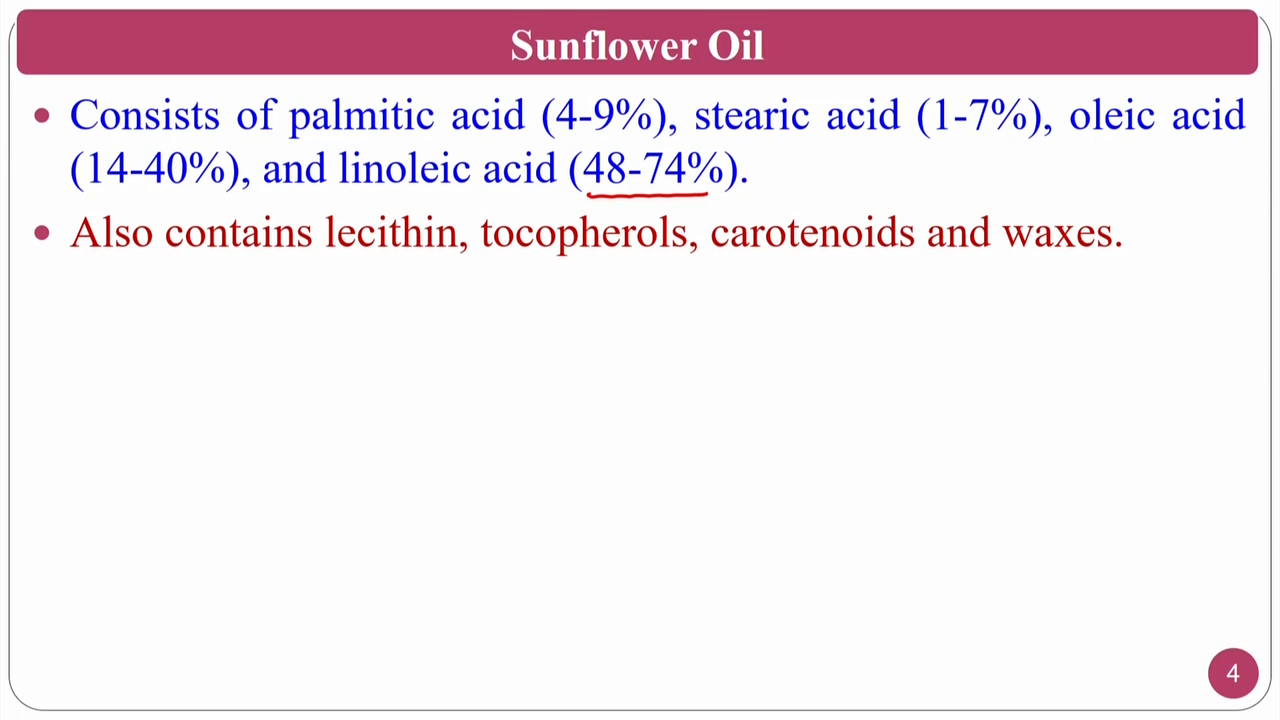 Sunflower Oil
• Consists of palmitic acid (4-9%), stearic acid (1-7%), oleic acid
(14-40%), and linoleic acid (48-74%).
• Also contains lecithin, tocopherols, carotenoids and waxes.
4